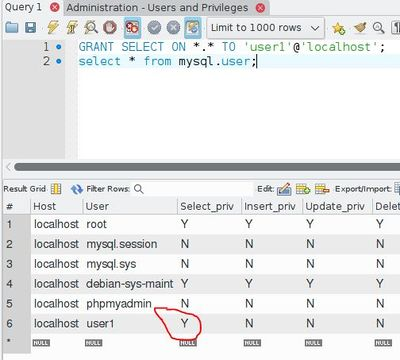 Query 1 Administration - Users and Privileges
Limit to 1000 rows
1 GRANT SELECT ON *.* TO 'user1'@'localhost';
2 select * from mysql.user;
Result Grid Filter Rows: Edit: Export/Import:
# Host User Select_priv Insert_priv Update_priv Delet
1 localhost root Y Y Y Y
2 localhost mysql.session N N N N
3 localhost mysql.sys N N N N
4 localhost debian-sys-maint Y Y Y Y
5 localhost phpmyadmin N N N N
6 localhost user1 Y N N N
* NULL NULL NULL NULL NULL NULL